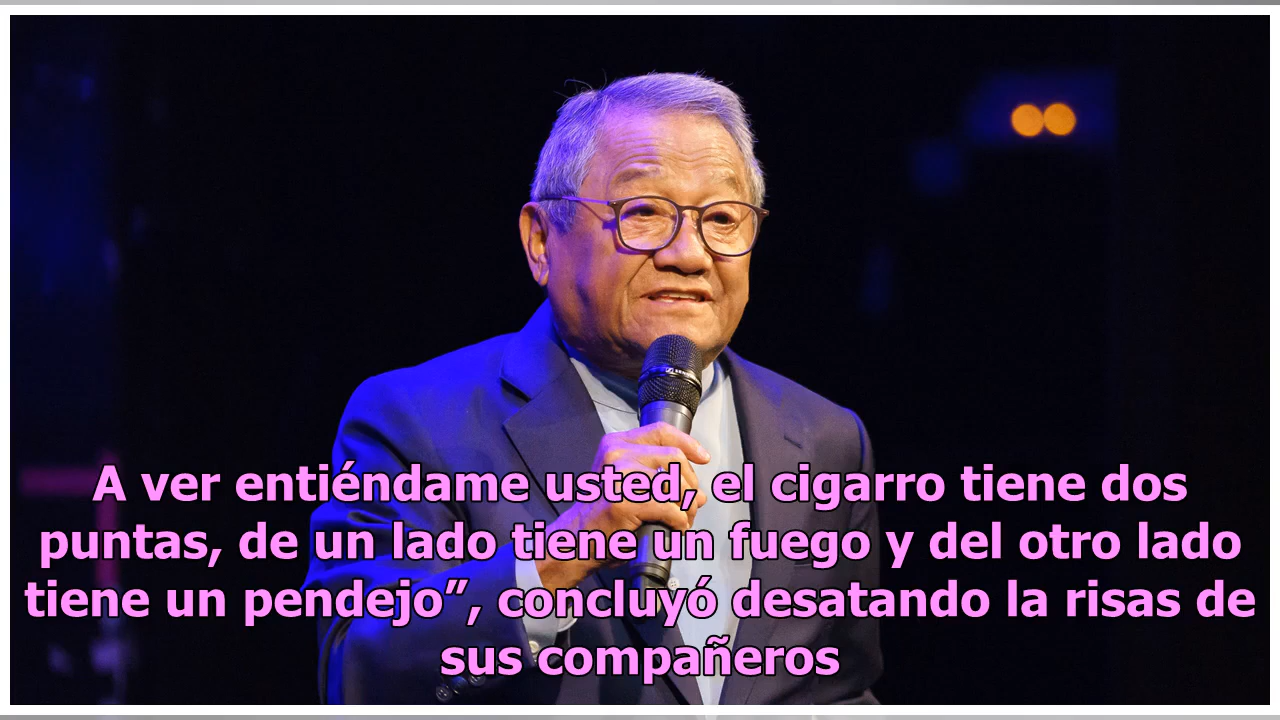 A ver entiéndame usted, el cigarro tiene dos
puntas, de un lado tiene un fuego y del otro lado
tiene un pendejo”, concluyó desatando la risas de
sus compañeros